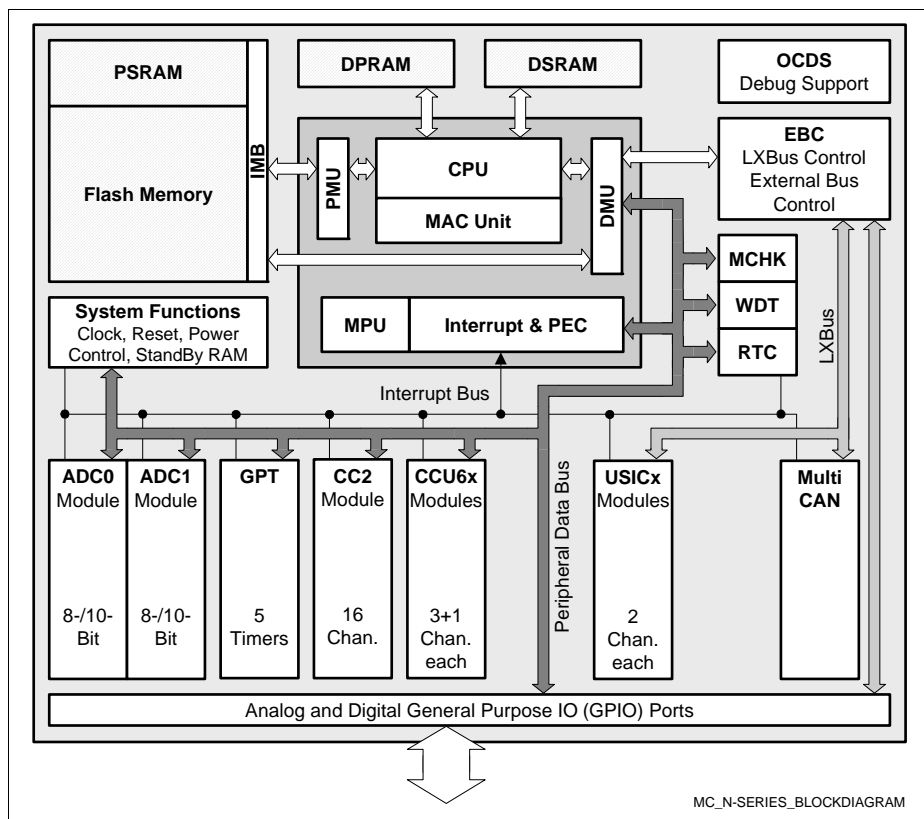 PSRAM
Flash Memory
IMB
DPRAM
DSRAM
OCDS
Debug Support
PMU
CPU
MAC Unit
DMU
EBC
LXBus Control
External Bus
Control
MPU
Interrupt & PEC
MCHK
WDT
RTC
System Functions
Clock, Reset, Power
Control, StandBy RAM
Interrupt Bus
LXBus
ADC0
Module
8-/10-
Bit
ADC1
Module
8-/10-
Bit
GPT
5
Timers
CC2
Module
16
Chan.
CCU6x
Modules
3+1
Chan.
each
Peripheral Data Bus
USICx
Modules
2
Chan.
each
Multi
CAN
Analog and Digital General Purpose IO (GPIO) Ports
MC_N-SERIES_BLOCKDIAGRAM